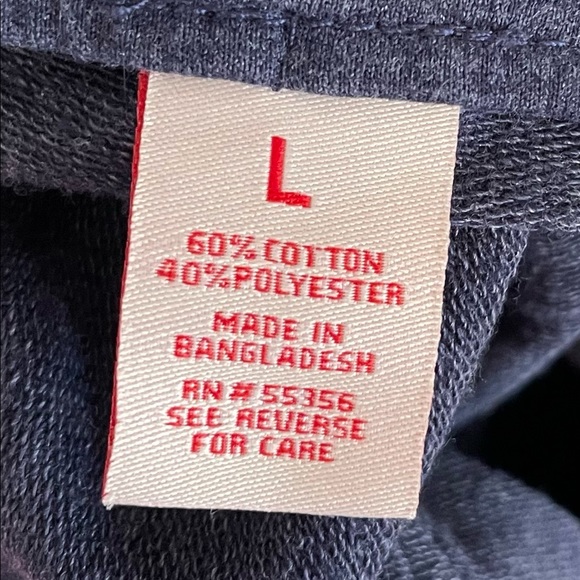 L
60% COTTON
40%POLYESTER
MADE IN
BANGLADESH
RN # 55356
SEE REVERSE
FOR CARE